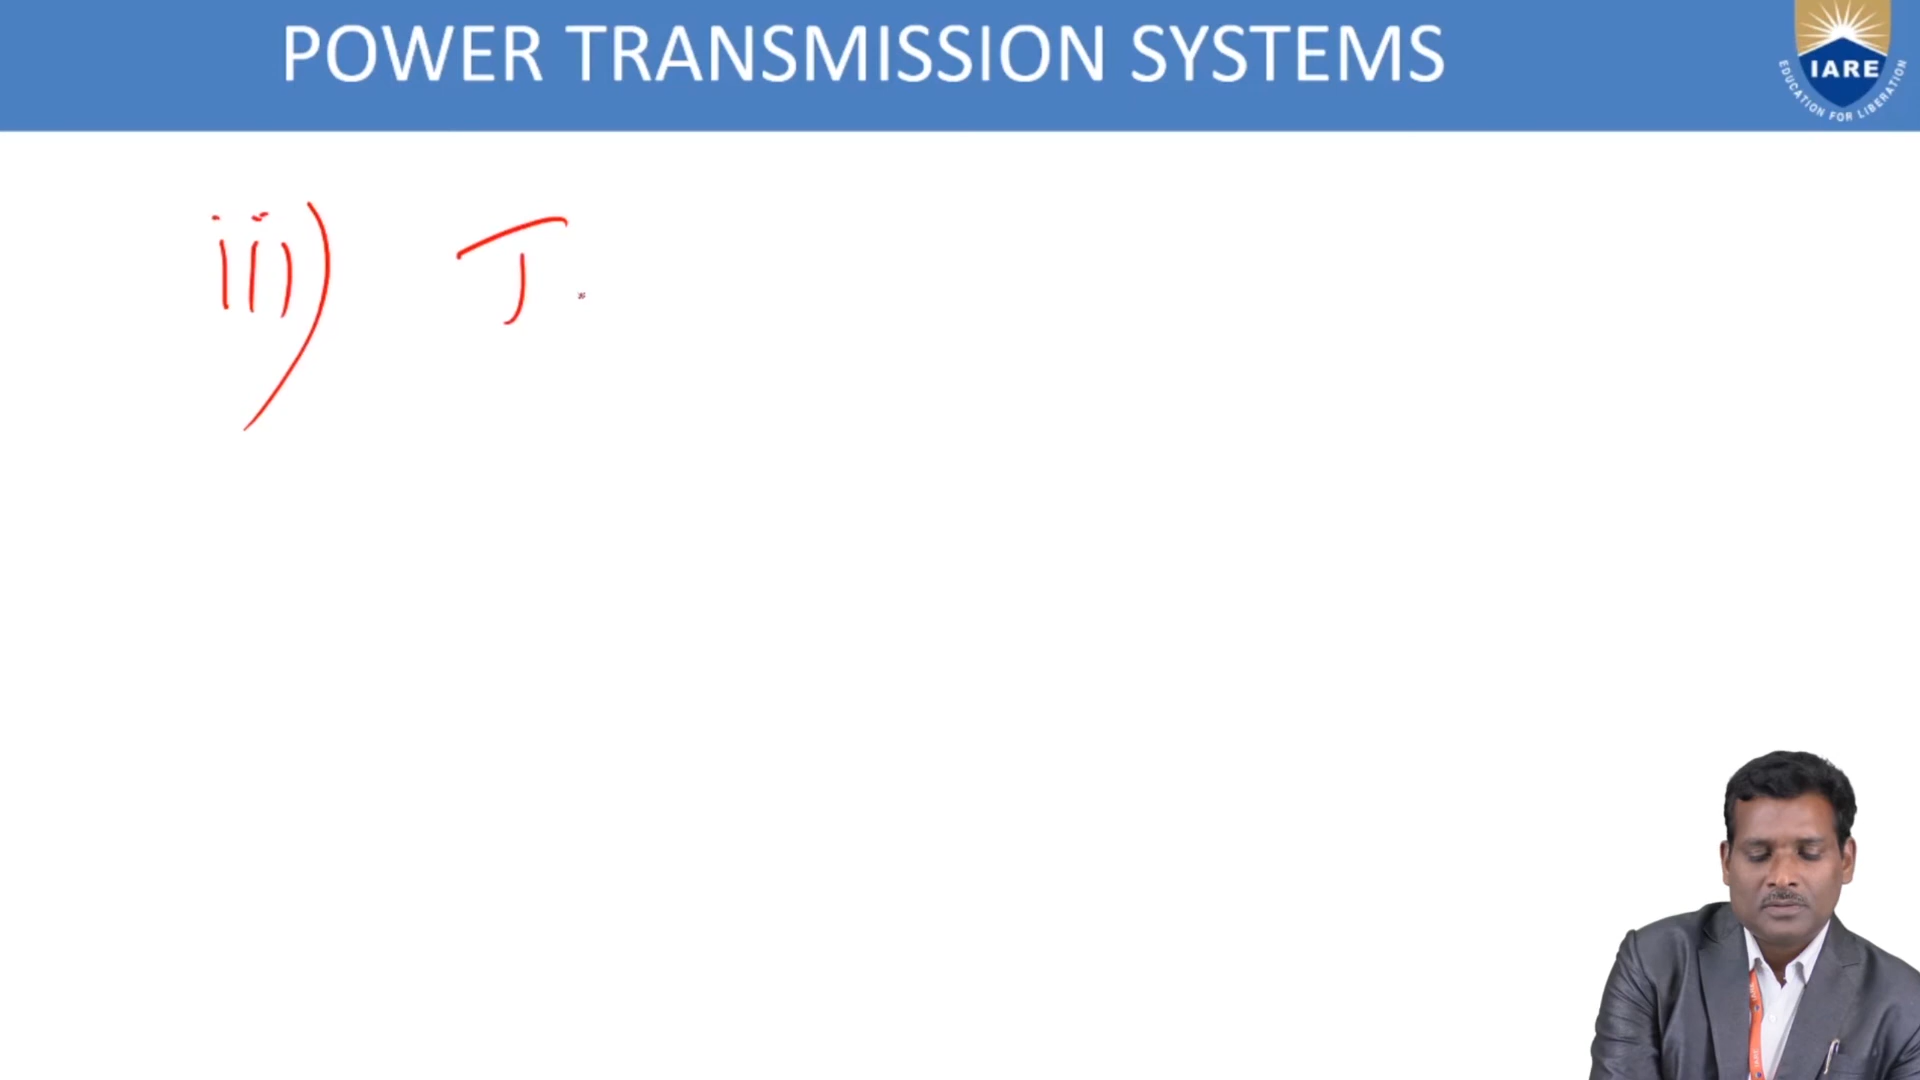 POWER TRANSMISSION SYSTEMS
IARE
EDUCATION FOR LIBERATION
iii) T